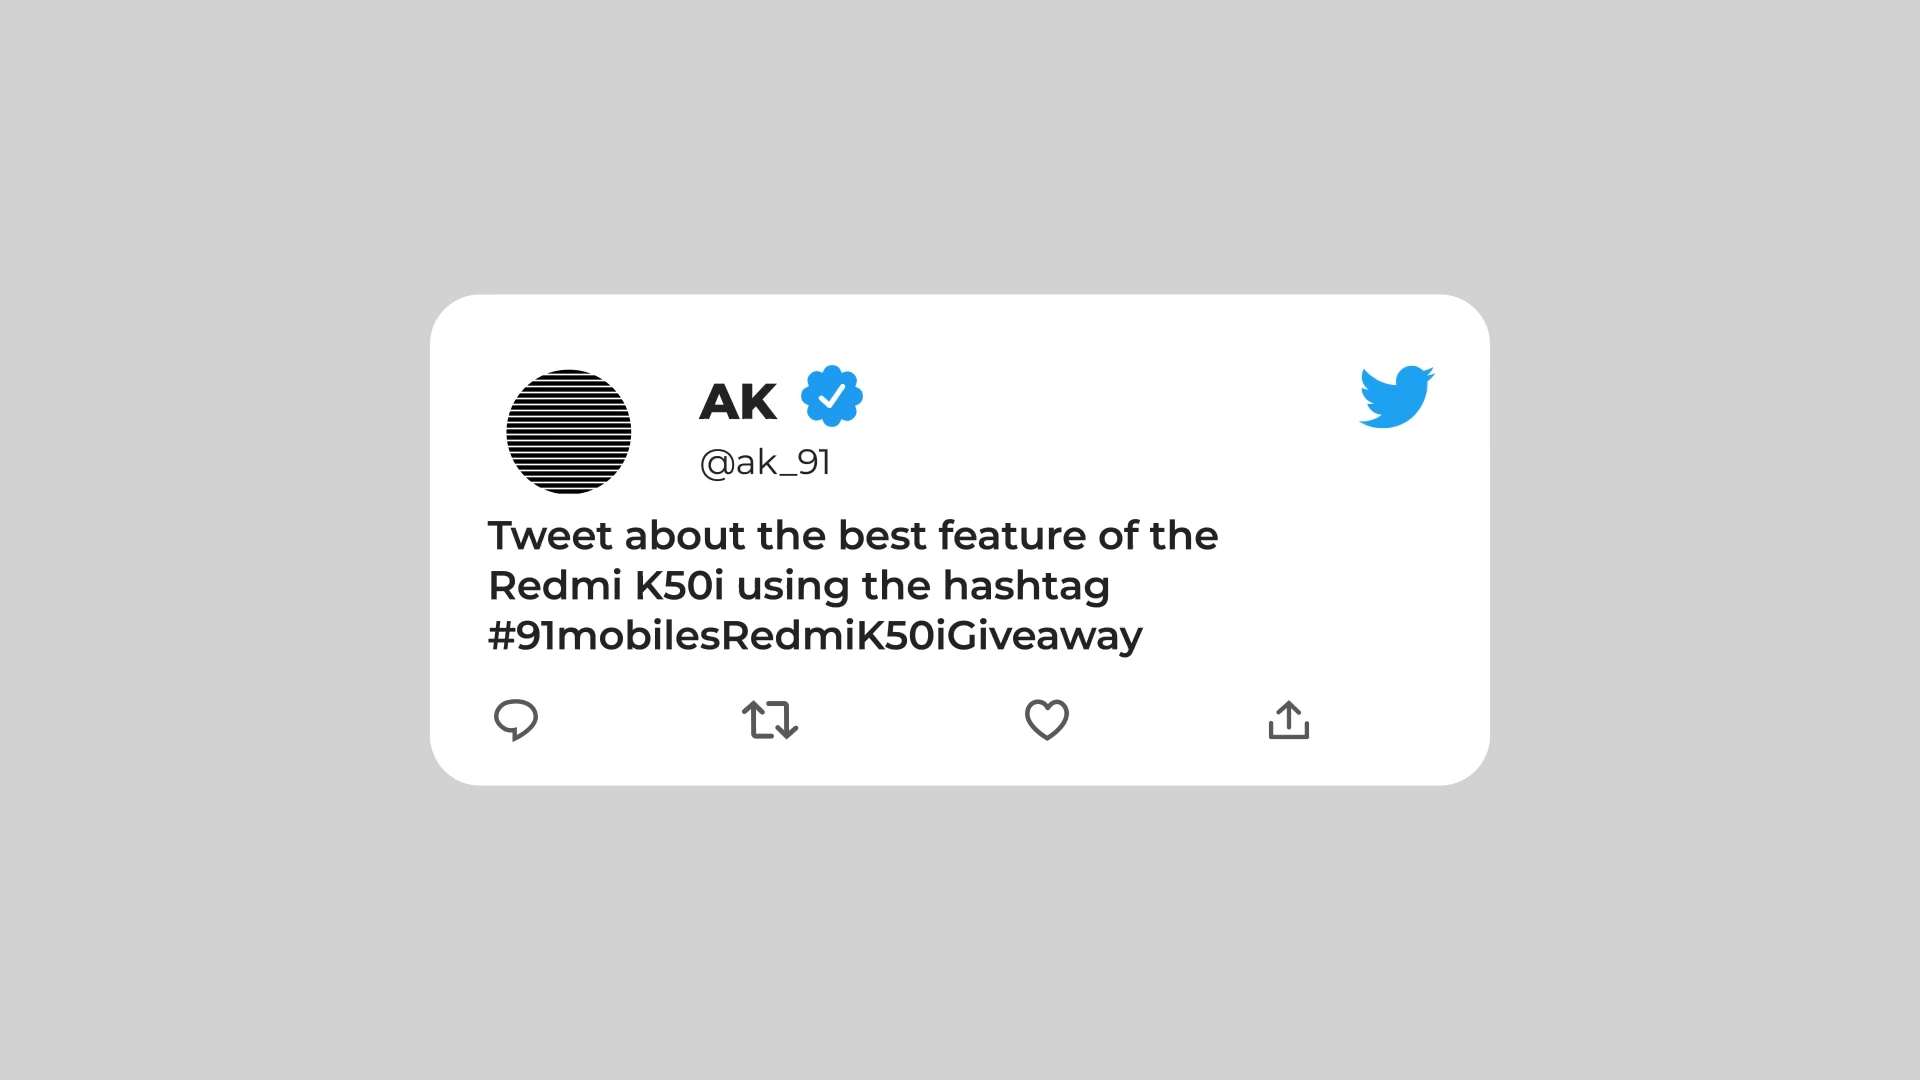 AK
@ak_91
Tweet about the best feature of the
Redmi K50i using the hashtag
#91mobilesRedmiK50iGiveaway